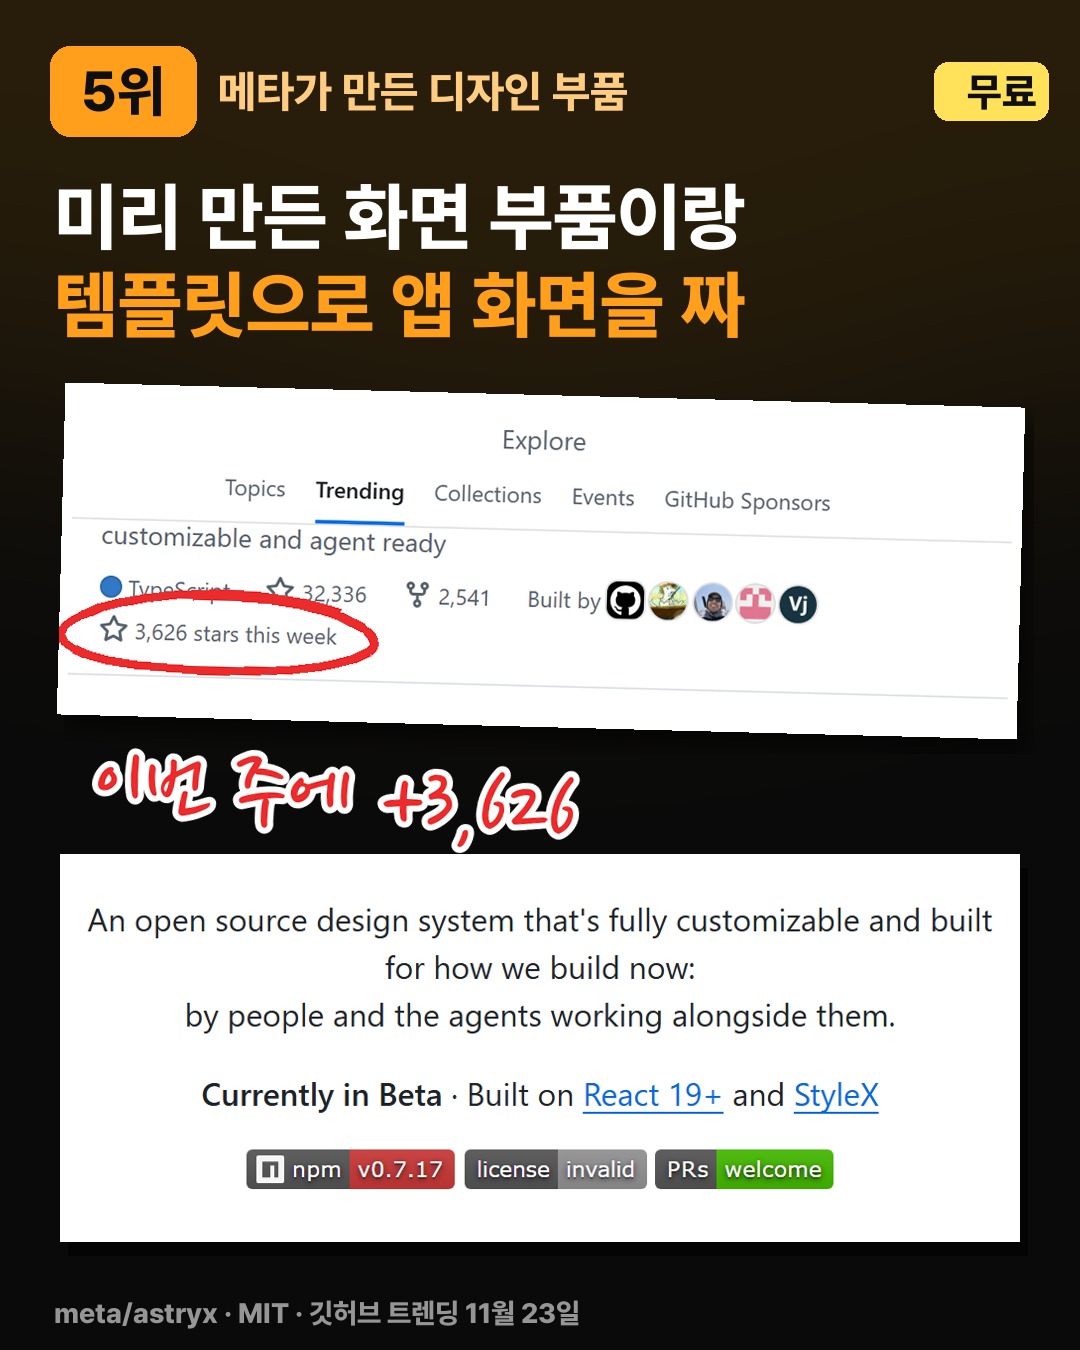 5위 메타가 만든 디자인 부품 무료
미리 만든 화면 부품이랑
템플릿으로 앱 화면을 짜
Explore
Topics Trending Collections Events GitHub Sponsors
customizable and agent ready
TypeScript 32,336 2,541 Built by Vj
3,626 stars this week
이번 주에 +3,626
An open source design system that's fully customizable and built
for how we build now:
by people and the agents working alongside them.
Currently in Beta · Built on React 19+ and StyleX
npm v0.7.17 license invalid PRs welcome
meta/astryx · MIT · 깃허브 트렌딩 11월 23일